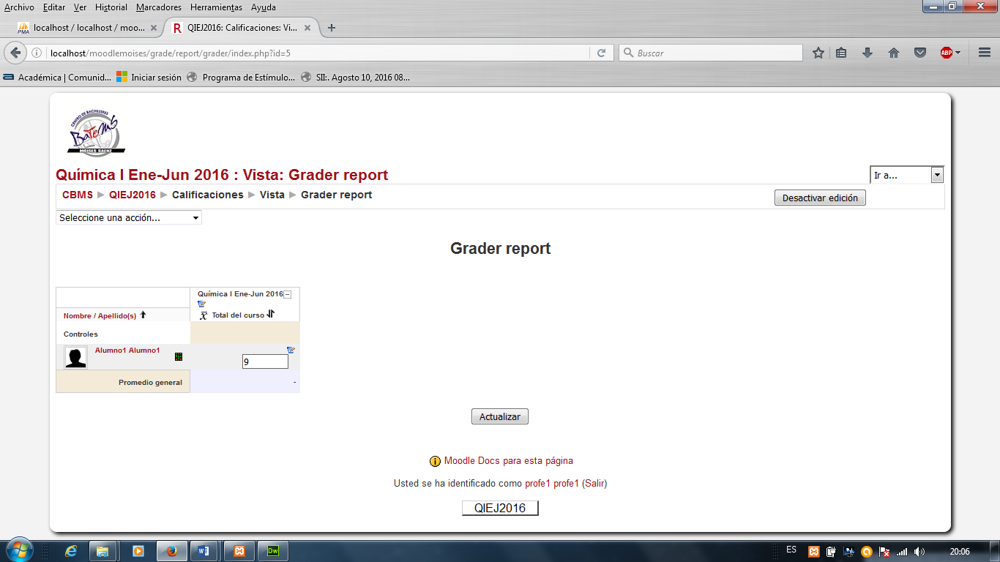 Archivo Editar Ver Historial Marcadores Herramientas Ayuda
PMA localhost / localhost / moo... × R QIEJ2016: Calificaciones: Vi... × +
localhost/moodlemoises/grade/report/grader/index.php?id=5 Buscar ABP
Académica | Comunid... Iniciar sesión Programa de Estímulo... SII:. Agosto 10, 2016 08...
CENTRO DE BACHILLERES
BaTeMS
MOISES SAENZ
Química I Ene-Jun 2016 : Vista: Grader report
Ir a...
CBMS ► QIEJ2016 ► Calificaciones ► Vista ► Grader report
Desactivar edición
Seleccione una acción...
Grader report
Química I Ene-Jun 2016
Nombre / Apellido(s) x̅ Total del curso
Controles
Alumno1 Alumno1
9
Promedio general -
Actualizar
Moodle Docs para esta página
Usted se ha identificado como profe1 profe1 (Salir)
QIEJ2016
W Dw ES 20:06